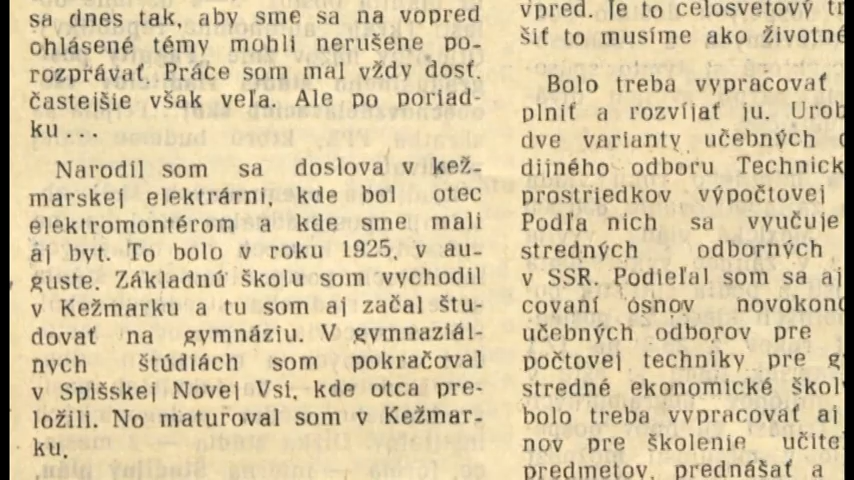 sa dnes tak, aby sme sa na vopred
ohlásené témy mohli nerušene po-
rozprávať. Práce som mal vždy dosť,
častejšie však veľa. Ale po poriad-
ku...
Narodil som sa doslova v kež-
marskej elektrárni, kde bol otec
elektromontérom a kde sme mali
aj byt. To bolo v roku 1925, v au-
guste. Základnú školu som vychodil
v Kežmarku a tu som aj začal štu-
dovať na gymnáziu. V gymnaziál-
nych štúdiách som pokračoval
v Spišskej Novej Vsi, kde otca pre-
ložili. No maturoval som v Kežmar-
ku.
vpred. Je to celosvetový
šiť to musíme ako životné
Bolo treba vypracovať
plniť a rozvíjať ju. Urob
dve varianty učebných
dijného odboru Technick
prostriedkov výpočtovej
Podľa nich sa vyučuje
stredných odborných
v SSR. Podieľal som sa aj
covaní osnov novokonc
učebných odborov pre
počtovej techniky pre
stredné ekonomické škol
bolo treba vypracovať aj
nov pre školenie učite
predmetov, prednášať a